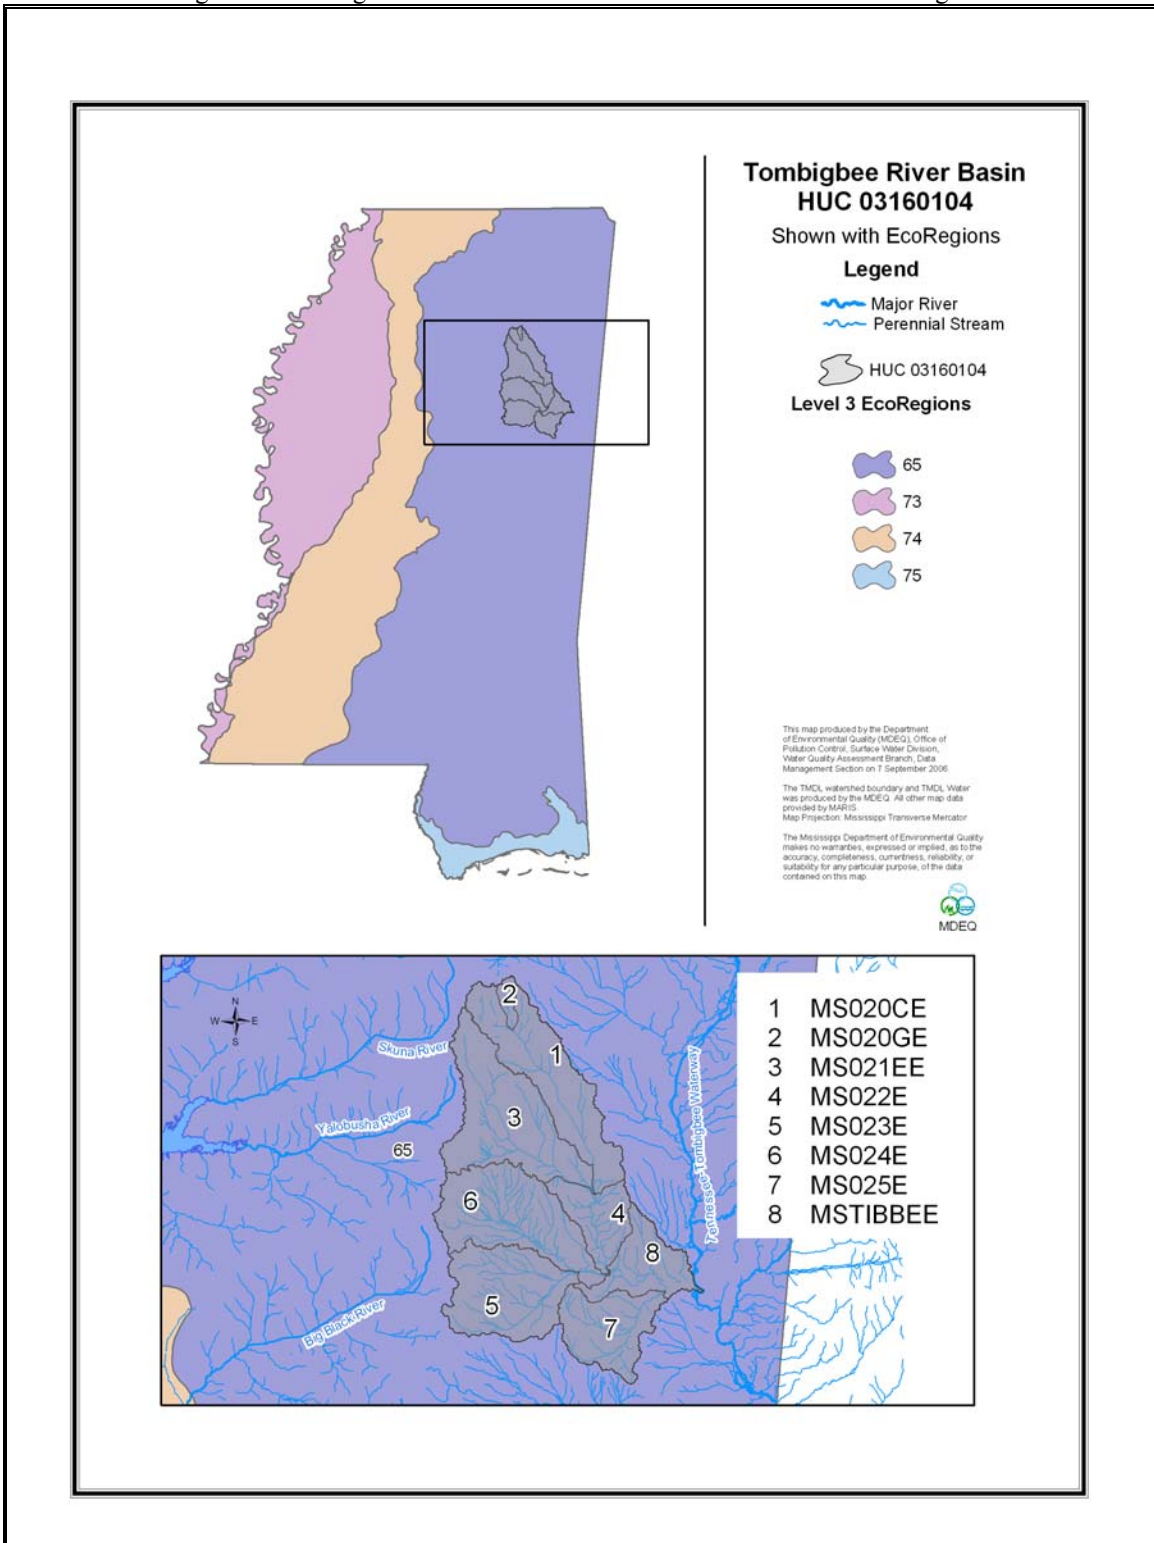 Tombigbee River Basin
HUC 03160104
Shown with EcoRegions
Legend
Major River
Perennial Stream
HUC 03160104
Level 3 EcoRegions
65
73
74
75
This map produced by the Department
of Environmental Quality (MDEQ), Office of
Pollution Control, Surface Water Division,
Water Quality Assessment Branch, Data
Management Section on 7 September 2006
The TMDL watershed boundary and TMDL Water
was produced by the MDEQ. All other map data
provided by MARIS.
Map Projection: Mississippi Transverse Mercator
The Mississippi Department of Environmental Quality
makes no warranties, expressed or implied, as to the
accuracy, completeness, currentness, reliability, or
suitability for any particular purpose, of the data
contained on this map.
MDEQ
N
W E
S
Skuna River
Yalobusha River
65
Big Black River
Tennessee-Tombigbee Waterway
2
1
3
6
4
8
5
7
1 MS020CE
2 MS020GE
3 MS021EE
4 MS022E
5 MS023E
6 MS024E
7 MS025E
8 MSTIBBEE